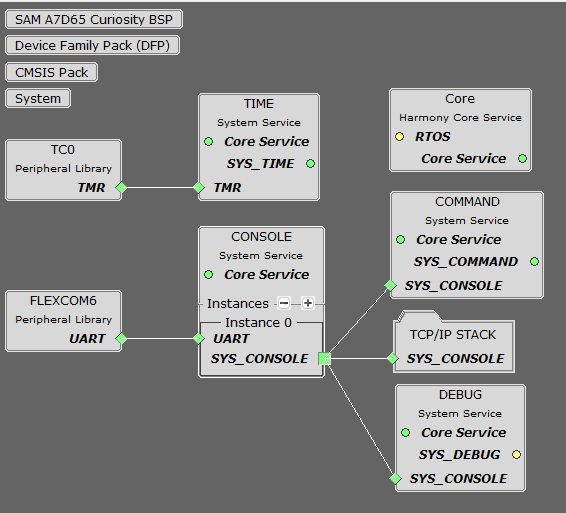 SAM A7D65 Curiosity BSP
Device Family Pack (DFP)
CMSIS Pack
System
TC0
Peripheral Library
TMR
TIME
System Service
Core Service
SYS_TIME
TMR
Core
Harmony Core Service
RTOS
Core Service
FLEXCOM6
Peripheral Library
UART
CONSOLE
System Service
Core Service
Instances
Instance 0
UART
SYS_CONSOLE
COMMAND
System Service
Core Service
SYS_COMMAND
SYS_CONSOLE
TCP/IP STACK
SYS_CONSOLE
DEBUG
System Service
Core Service
SYS_DEBUG
SYS_CONSOLE